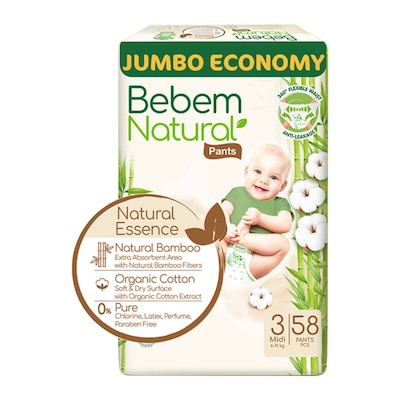 JUMBO ECONOMY
Bebem
Natural
Pants
360° FLEXIBLE WAIST
ANTI-LEAKAGE
Natural
Essence
Natural Bamboo
Extra Absorbent Area
with Natural Bamboo Fibers
Organic Cotton
Soft & Dry Surface
with Organic Cotton Extract
0% Pure
Chlorine, Latex, Perfume,
Paraben Free
3 58
Midi PANTS
6-11 kg PCS